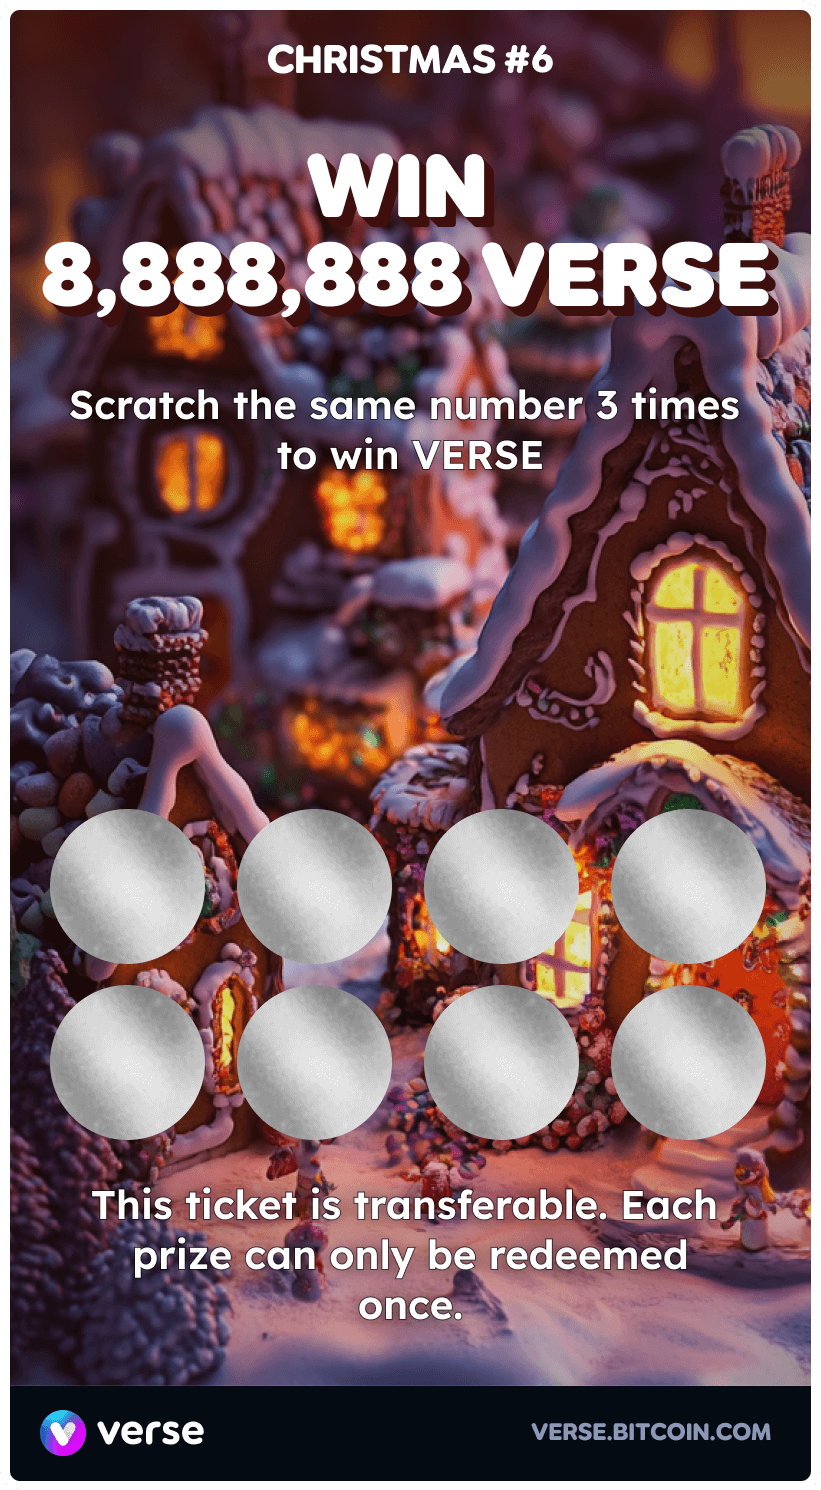 CHRISTMAS #6
WIN
8,888,888 VERSE
Scratch the same number 3 times
to win VERSE
This ticket is transferable. Each
prize can only be redeemed
once.
verse
VERSE.BITCOIN.COM